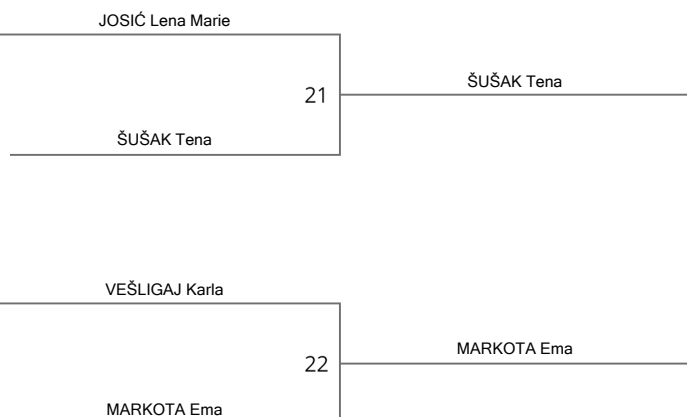 JOSIĆ Lena Marie
21
ŠUŠAK Tena
ŠUŠAK Tena
VEŠLIGAJ Karla
22
MARKOTA Ema
MARKOTA Ema